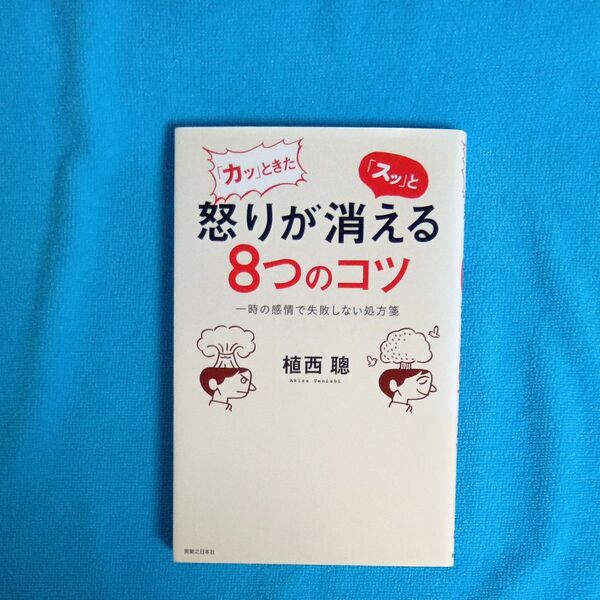 「カッ」ときた
「スッ」と
怒りが消える
8つのコツ
一時の感情で失敗しない処方箋
植西 聰
Akira Uenishi
実業之日本社